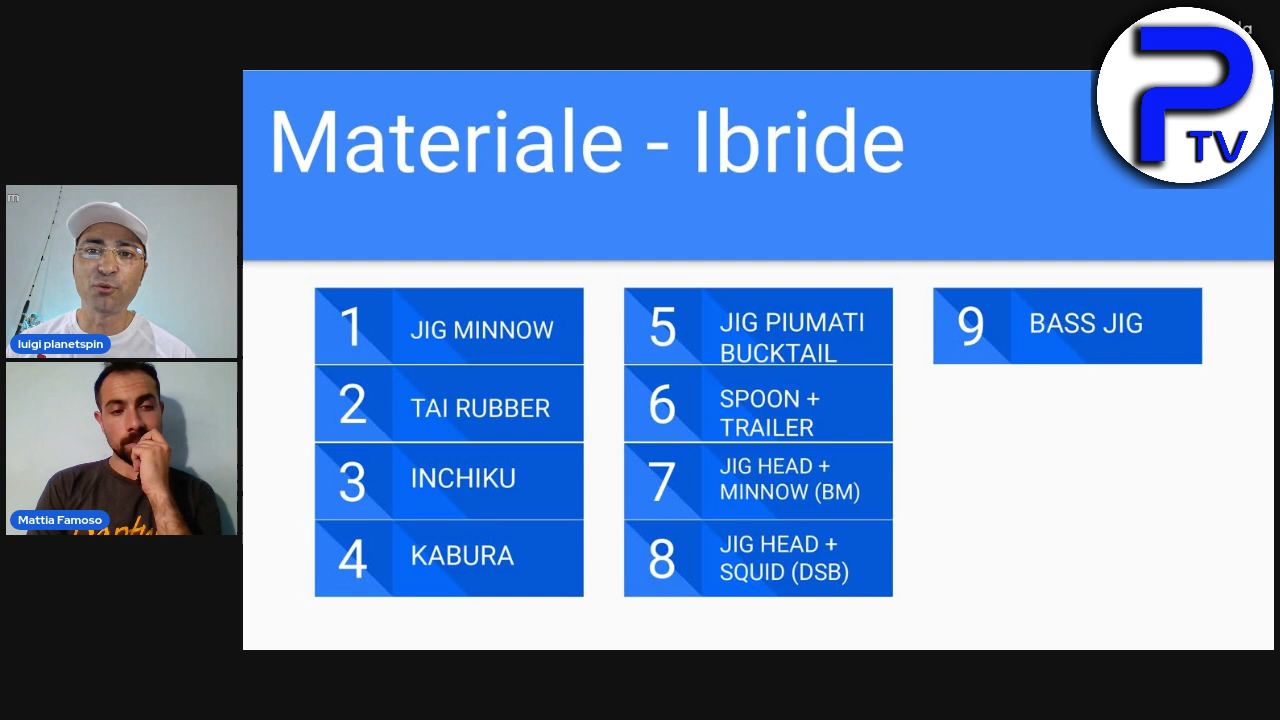 Materiale - Ibride
P
TV
m
luigi planetspin
Mattia Famoso
1
JIG MINNOW
2
TAI RUBBER
3
INCHIKU
4
KABURA
5
JIG PIUMATI
BUCKTAIL
6
SPOON +
TRAILER
7
JIG HEAD +
MINNOW (BM)
8
JIG HEAD +
SQUID (DSB)
9
BASS JIG